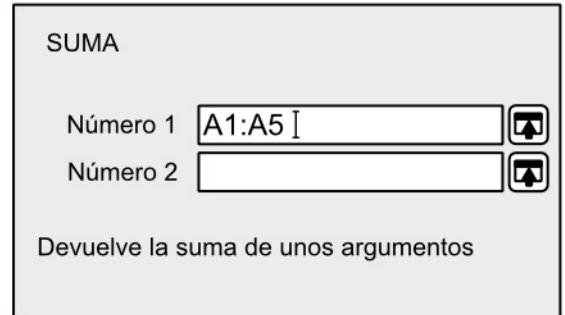 SUMA
Número 1 A1:A5
Número 2
Devuelve la suma de unos argumentos